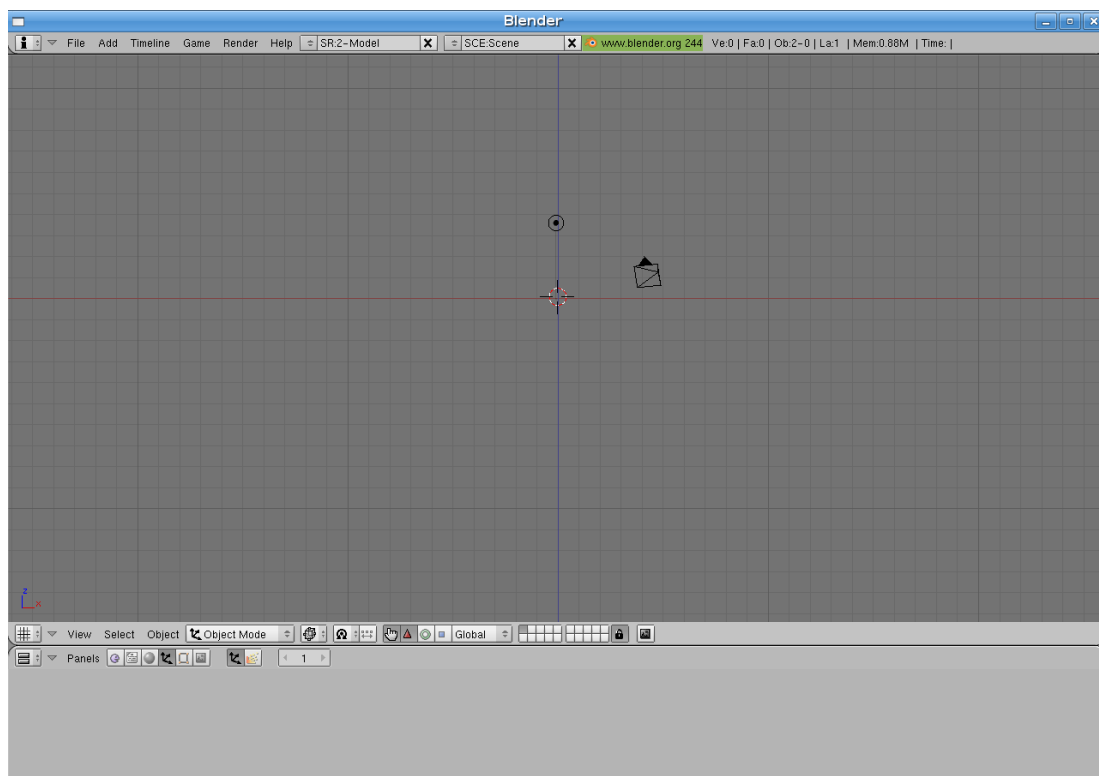 Blender
File Add Timeline Game Render Help SR:2-Model SCE:Scene www.blender.org 244 Ve:0 | Fa:0 | Ob:2-0 | La:1 | Mem:0.88M | Time: |
z
x
View Select Object Object Mode Global
Panels 1